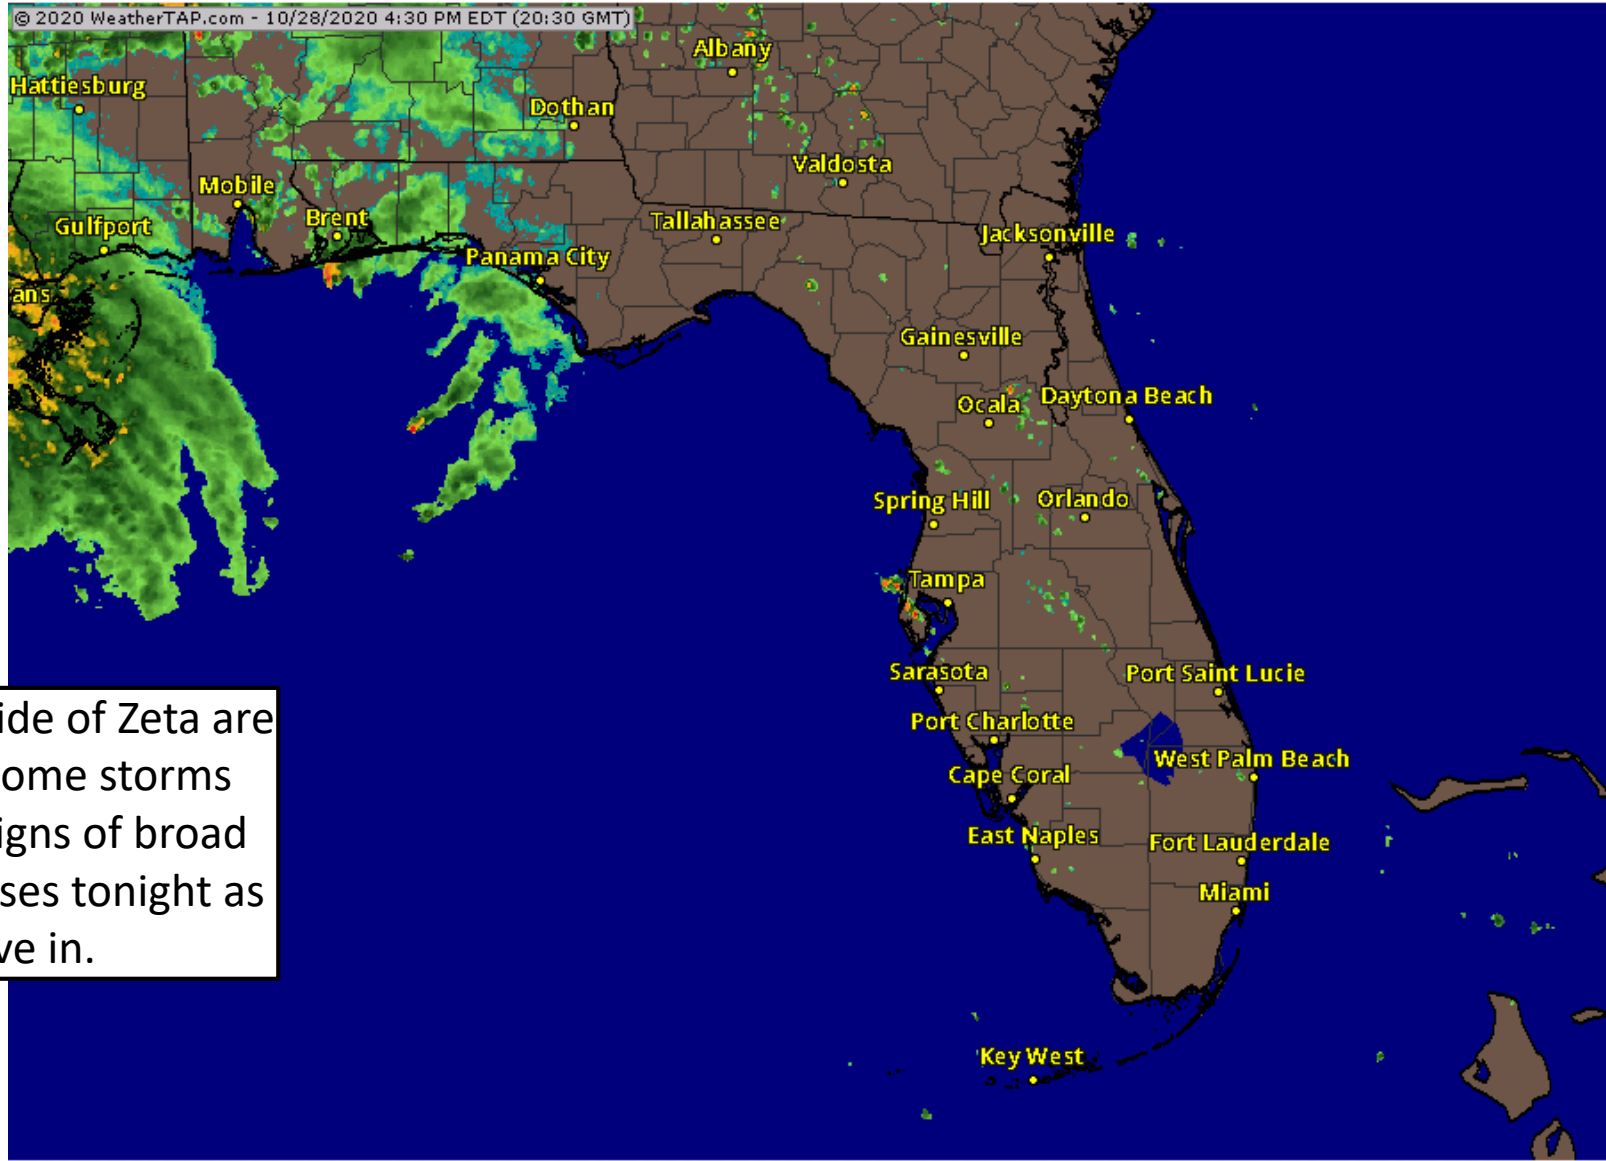 © 2020 WeatherTAP.com - 10/28/2020 4:30 PM EDT (20:30 GMT)
Albany
Hattiesburg
Dothan
Valdosta
Mobile
Brent
Gulfport
Tallahassee
Jacksonville
Panama City
ans
Gainesville
Ocala
Daytona Beach
Spring Hill
Orlando
Tampa
Sarasota
Port Saint Lucie
Port Charlotte
West Palm Beach
Cape Coral
East Naples
Fort Lauderdale
Miami
Key West
ide of Zeta are
ome storms
igns of broad
ses tonight as
ve in.